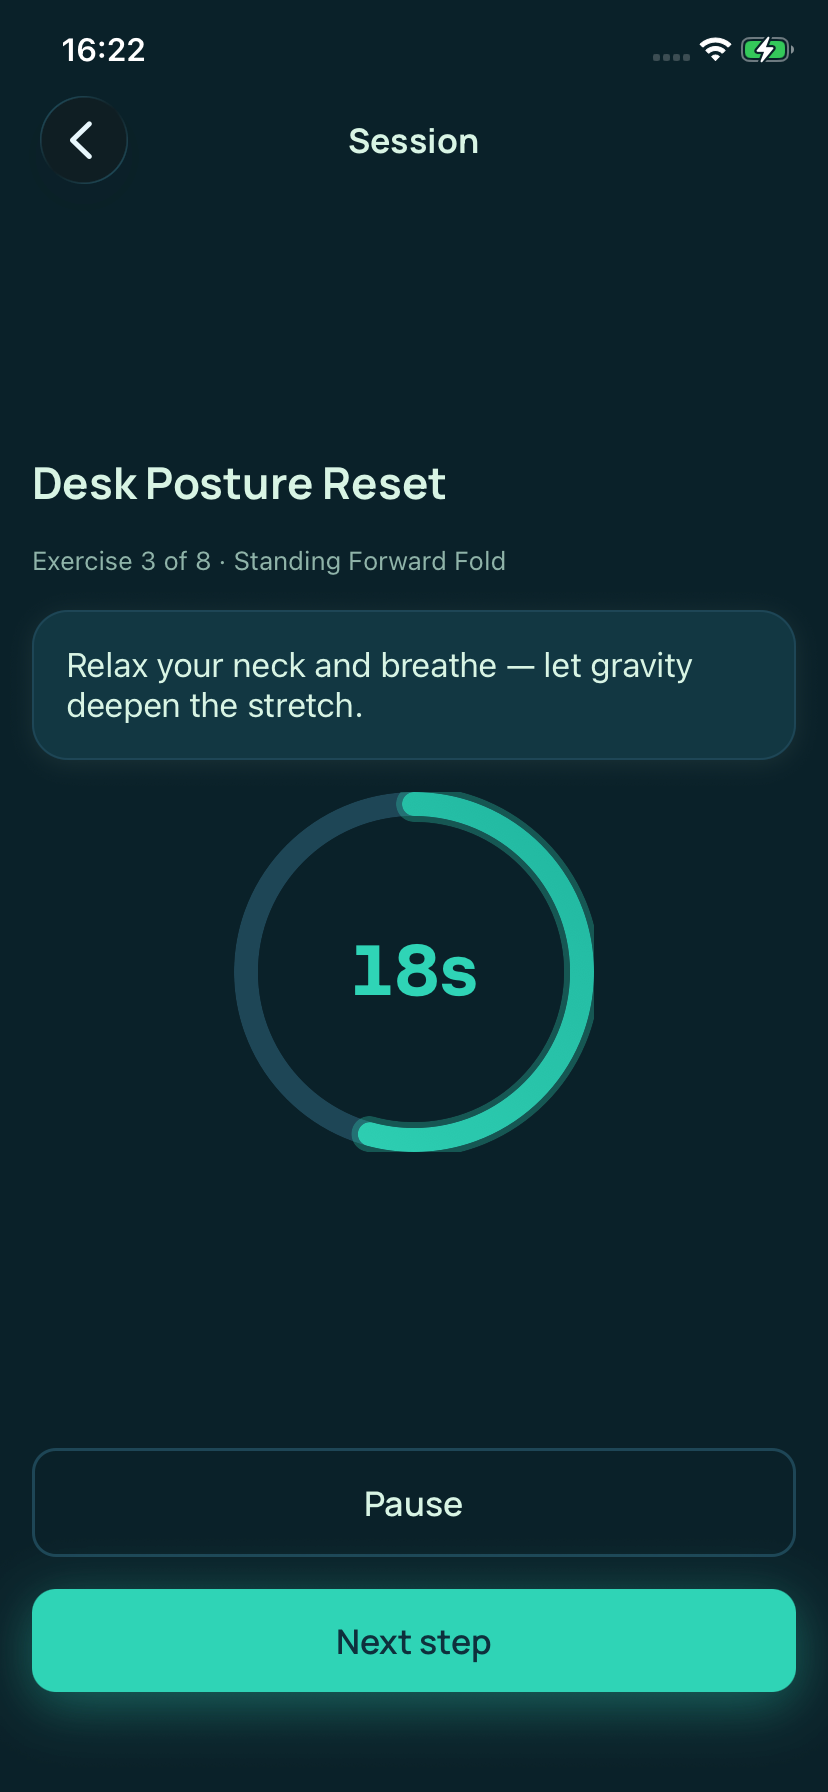 16:22
Session
Desk Posture Reset
Exercise 3 of 8 · Standing Forward Fold
Relax your neck and breathe — let gravity
deepen the stretch.
18s
Pause
Next step